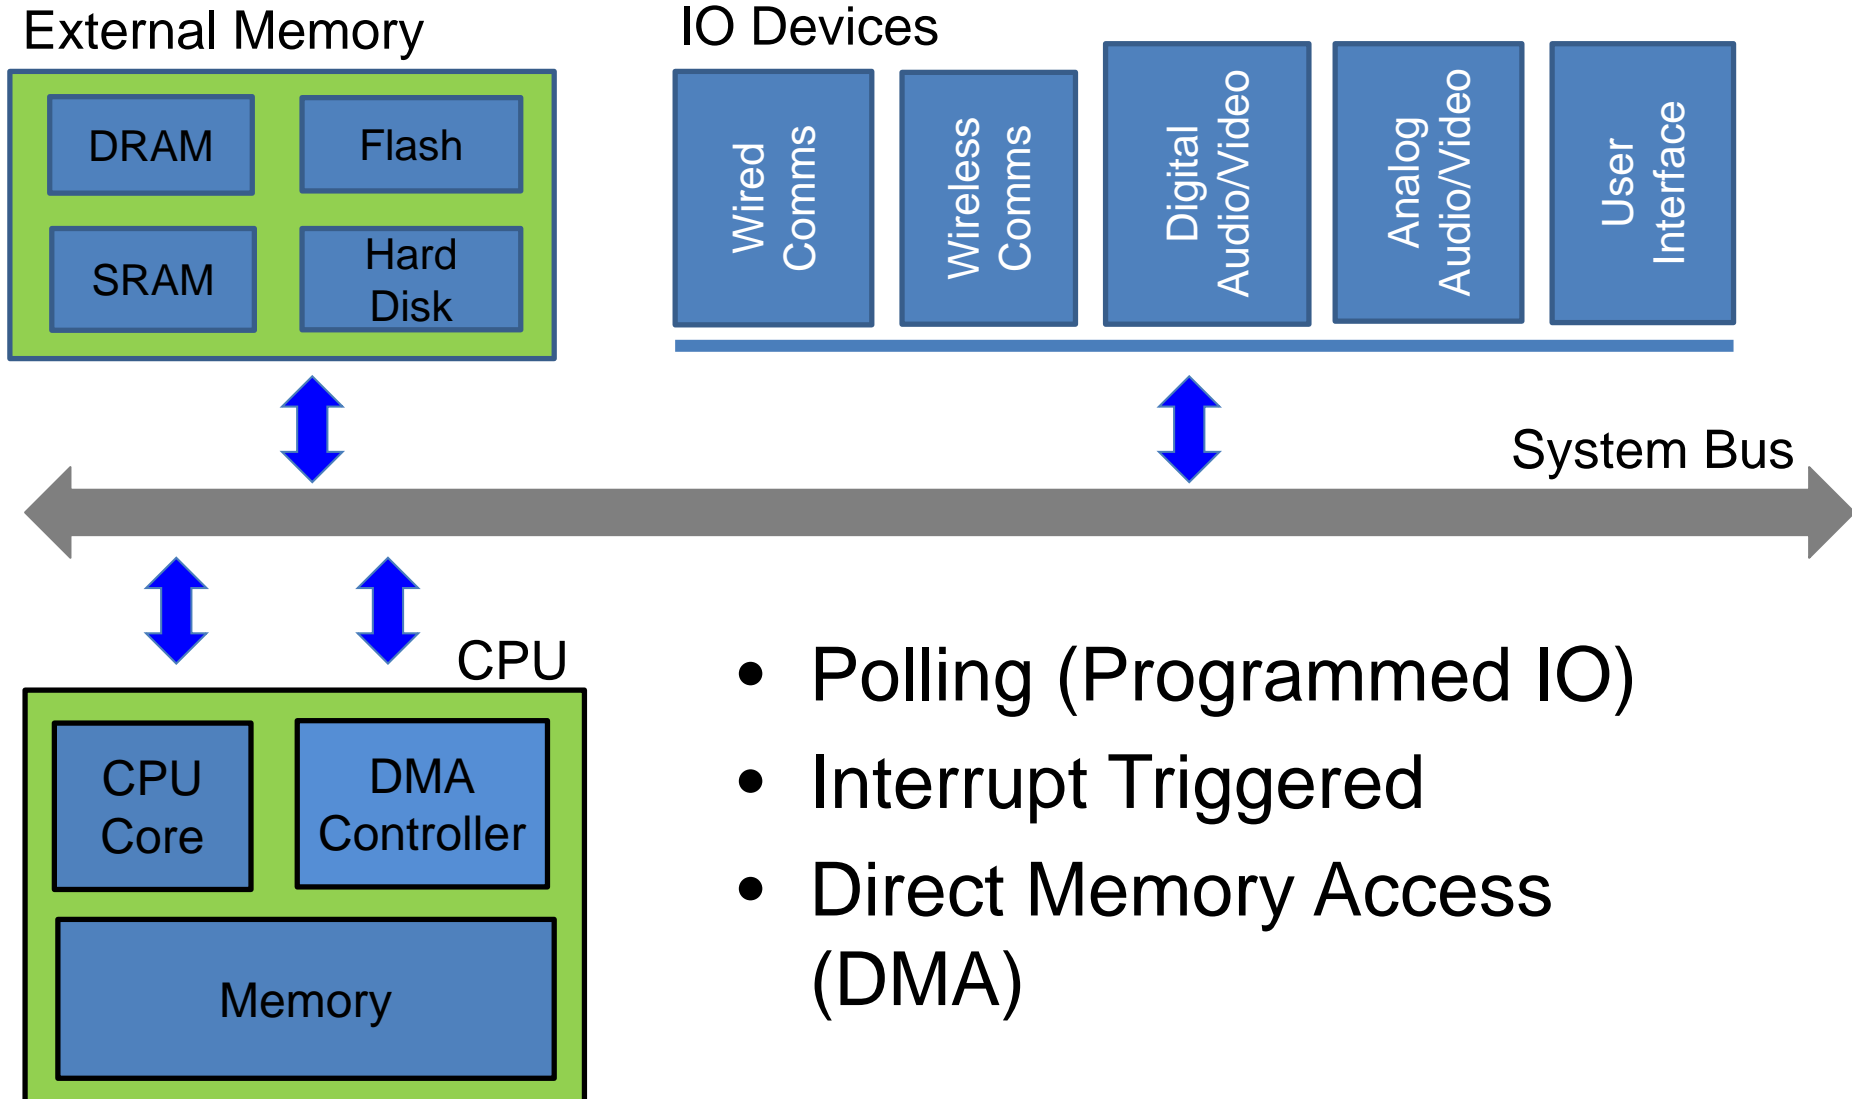 External Memory
IO Devices
DRAM
Flash
SRAM
Hard
Disk
Wired
Comms
Wireless
Comms
Digital
Audio/Video
Analog
Audio/Video
User
Interface
System Bus
CPU
CPU
Core
DMA
Controller
Memory
• Polling (Programmed IO)
• Interrupt Triggered
• Direct Memory Access
(DMA)